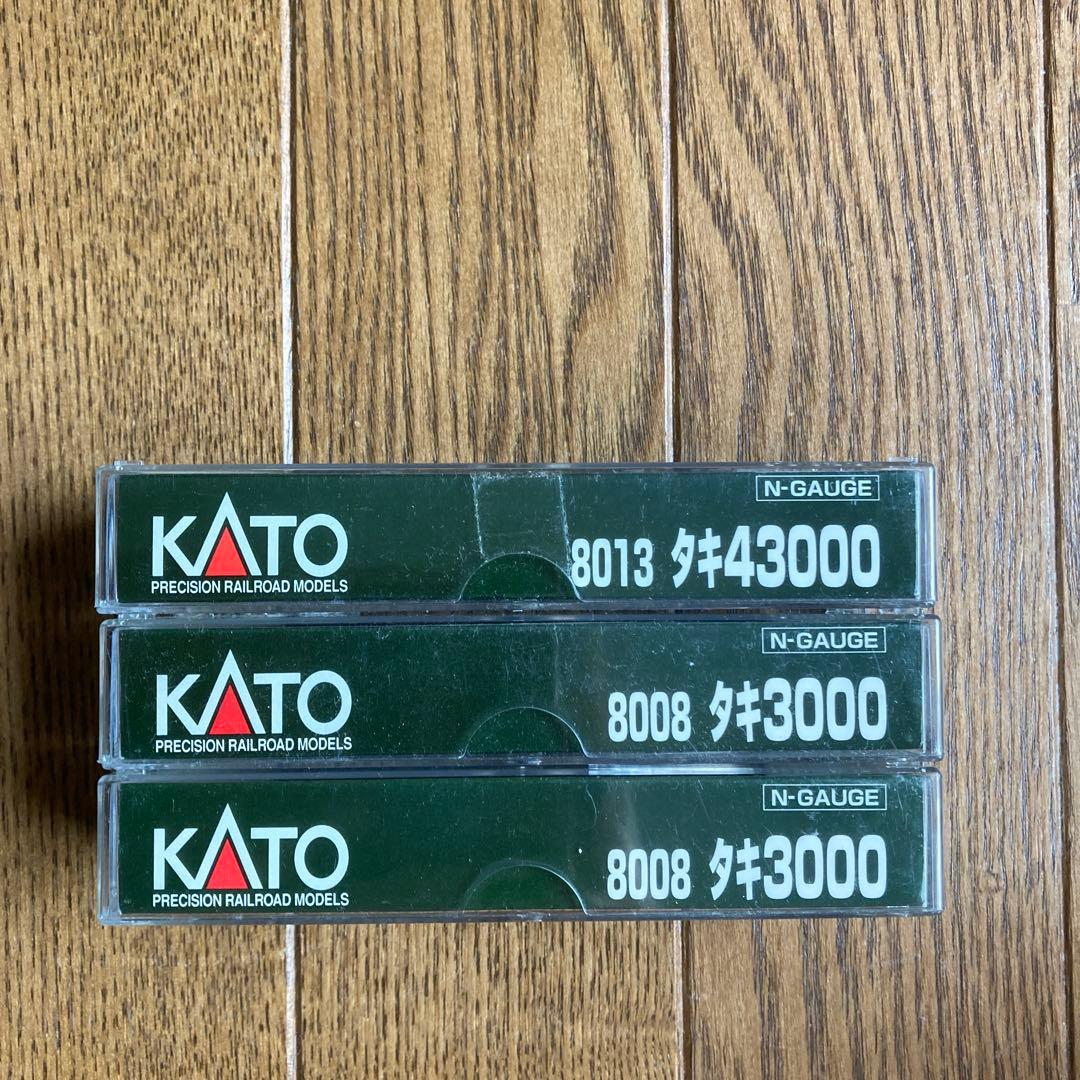 N-GAUGE
KATO
8013 タキ43000
PRECISION RAILROAD MODELS
N-GAUGE
KATO
8008 タキ3000
PRECISION RAILROAD MODELS
N-GAUGE
KATO
8008 タキ3000
PRECISION RAILROAD MODELS